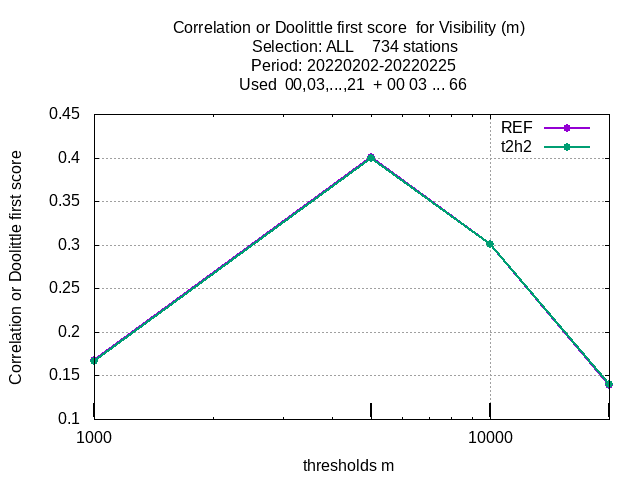 Correlation or Doolittle first score  for Visibility (m)
Selection: ALL    734 stations
Period: 20220202-20220225
Used  00,03,...,21  + 00 03 ... 66
REF
t2h2
Correlation or Doolittle first score
0.45
0.4
0.35
0.3
0.25
0.2
0.15
0.1
1000
10000
thresholds m